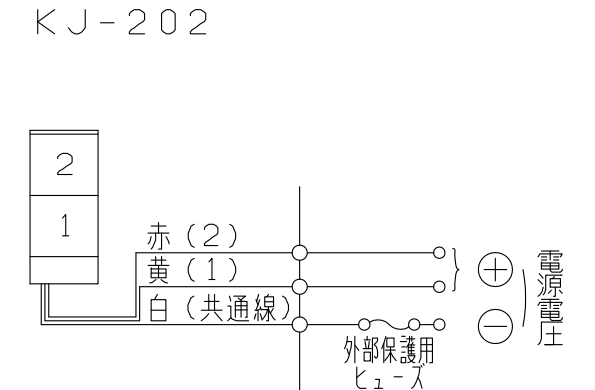 KJ-202
2
1
赤（2）
黄（1）
白（共通線）
+
-
電源電圧
外部保護用
ヒューズ